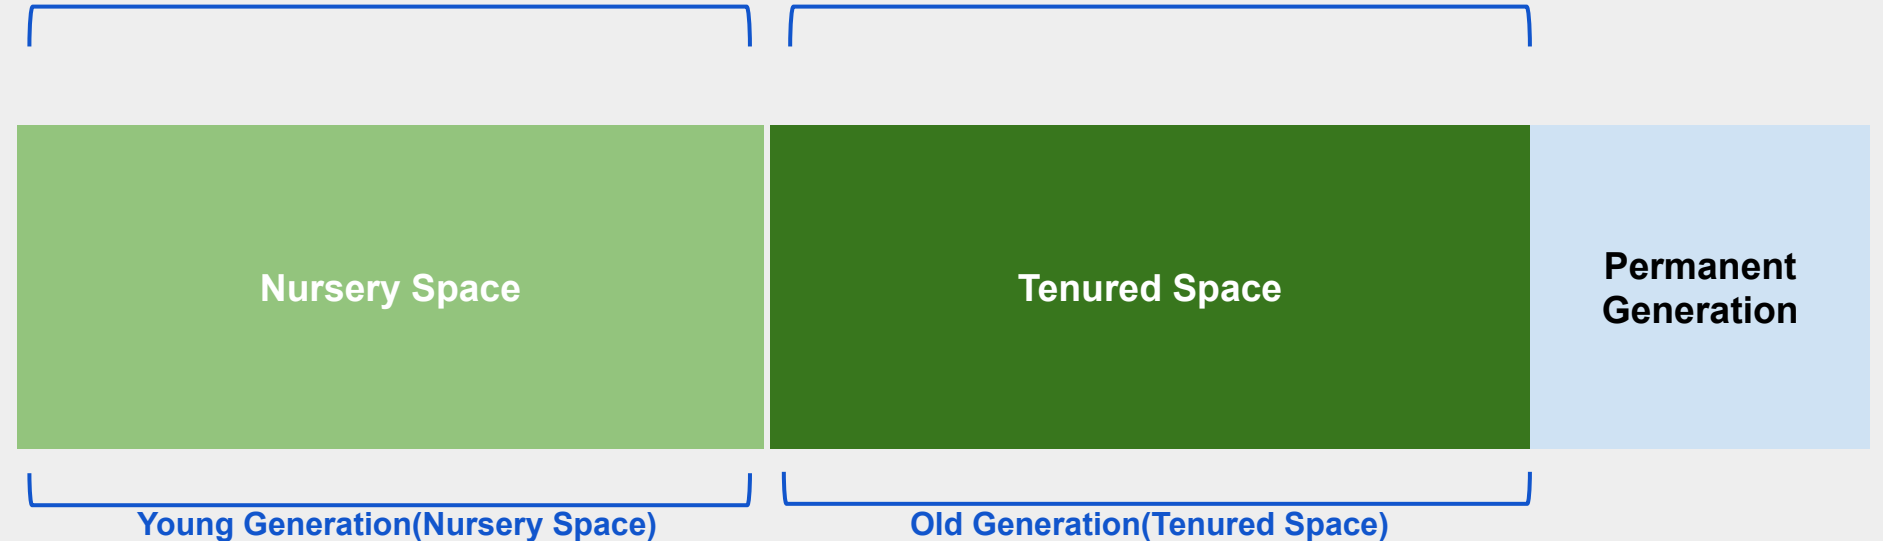 Nursery Space
Tenured Space
Permanent
Generation
Young Generation(Nursery Space)
Old Generation(Tenured Space)